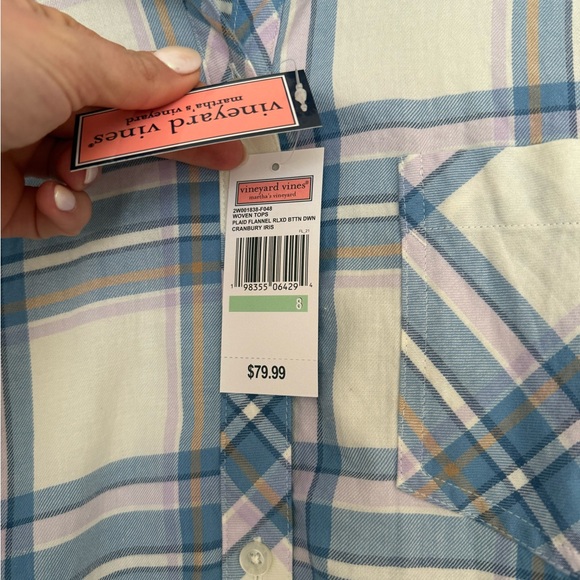 vineyard vines®
martha's vineyard
vineyard vines®
martha's vineyard
2W001838-F048
WOVEN TOPS
PLAID FLANNEL RLXD BTTN DWN
CRANBURY IRIS
FL_21
1 98355 06429 4
8
$79.99